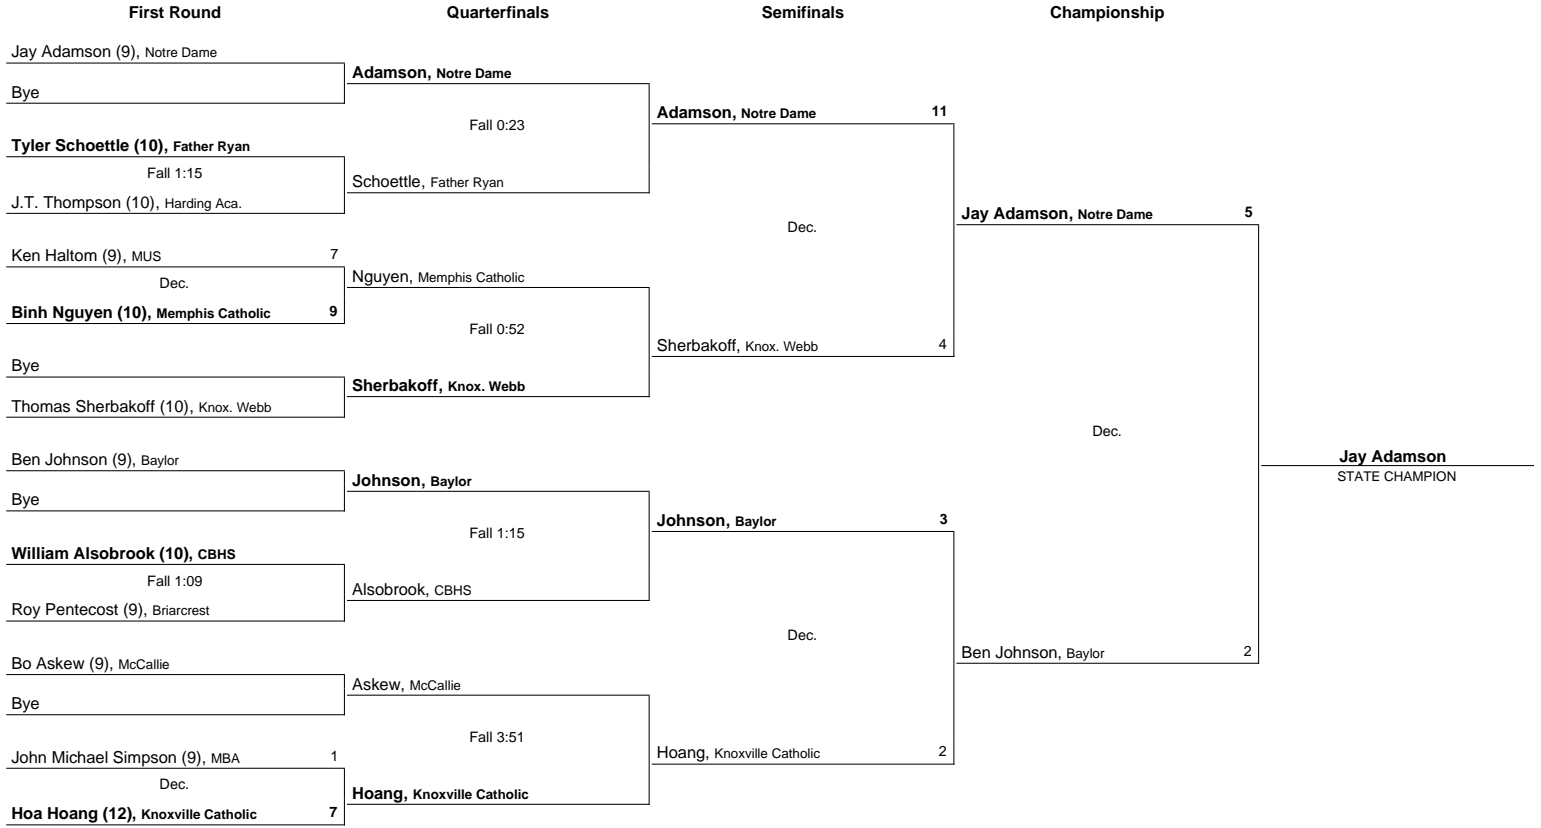 First Round
Quarterfinals
Semifinals
Championship
Jay Adamson (9), Notre Dame
Bye
Tyler Schoettle (10), Father Ryan
Fall 1:15
J.T. Thompson (10), Harding Aca.
Ken Haltom (9), MUS 7
Dec.
Binh Nguyen (10), Memphis Catholic 9
Bye
Thomas Sherbakoff (10), Knox. Webb
Ben Johnson (9), Baylor
Bye
William Alsobrook (10), CBHS
Fall 1:09
Roy Pentecost (9), Briarcrest
Bo Askew (9), McCallie
Bye
John Michael Simpson (9), MBA 1
Dec.
Hoa Hoang (12), Knoxville Catholic 7
Adamson, Notre Dame
Fall 0:23
Schoettle, Father Ryan
Nguyen, Memphis Catholic
Fall 0:52
Sherbakoff, Knox. Webb
Johnson, Baylor
Fall 1:15
Alsobrook, CBHS
Askew, McCallie
Fall 3:51
Hoang, Knoxville Catholic
Adamson, Notre Dame 11
Dec.
Sherbakoff, Knox. Webb 4
Johnson, Baylor 3
Dec.
Hoang, Knoxville Catholic 2
Jay Adamson, Notre Dame 5
Dec.
Ben Johnson, Baylor 2
Jay Adamson
STATE CHAMPION